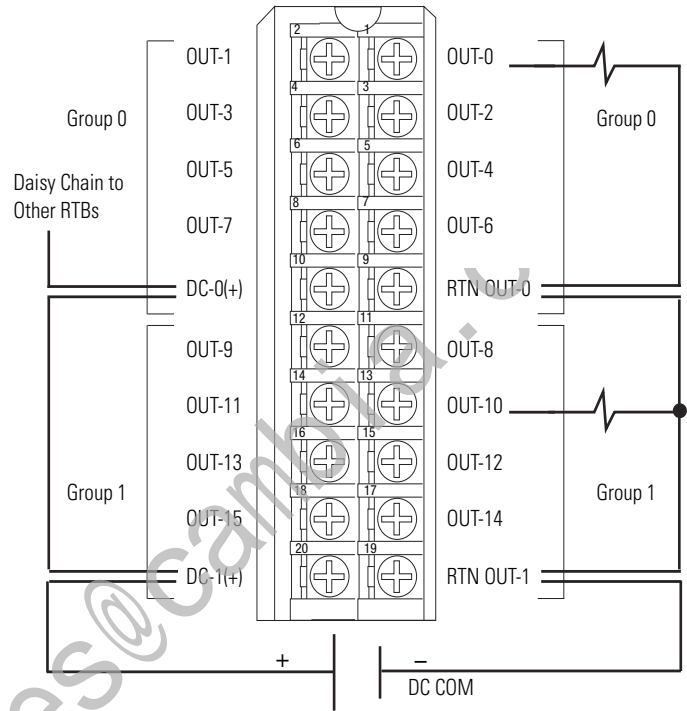 2 1
OUT-1 OUT-0
4 3
Group 0 OUT-3 OUT-2 Group 0
6 5
OUT-5 OUT-4
Daisy Chain to
Other RTBs
8 7
OUT-7 OUT-6
10 9
DC-0(+) RTN OUT-0
12 11
OUT-9 OUT-8
14 13
OUT-11 OUT-10
16 15
OUT-13 OUT-12
Group 1 Group 1
18 17
OUT-15 OUT-14
20 19
DC-1(+) RTN OUT-1
+ –
DC COM
es@cambia.c